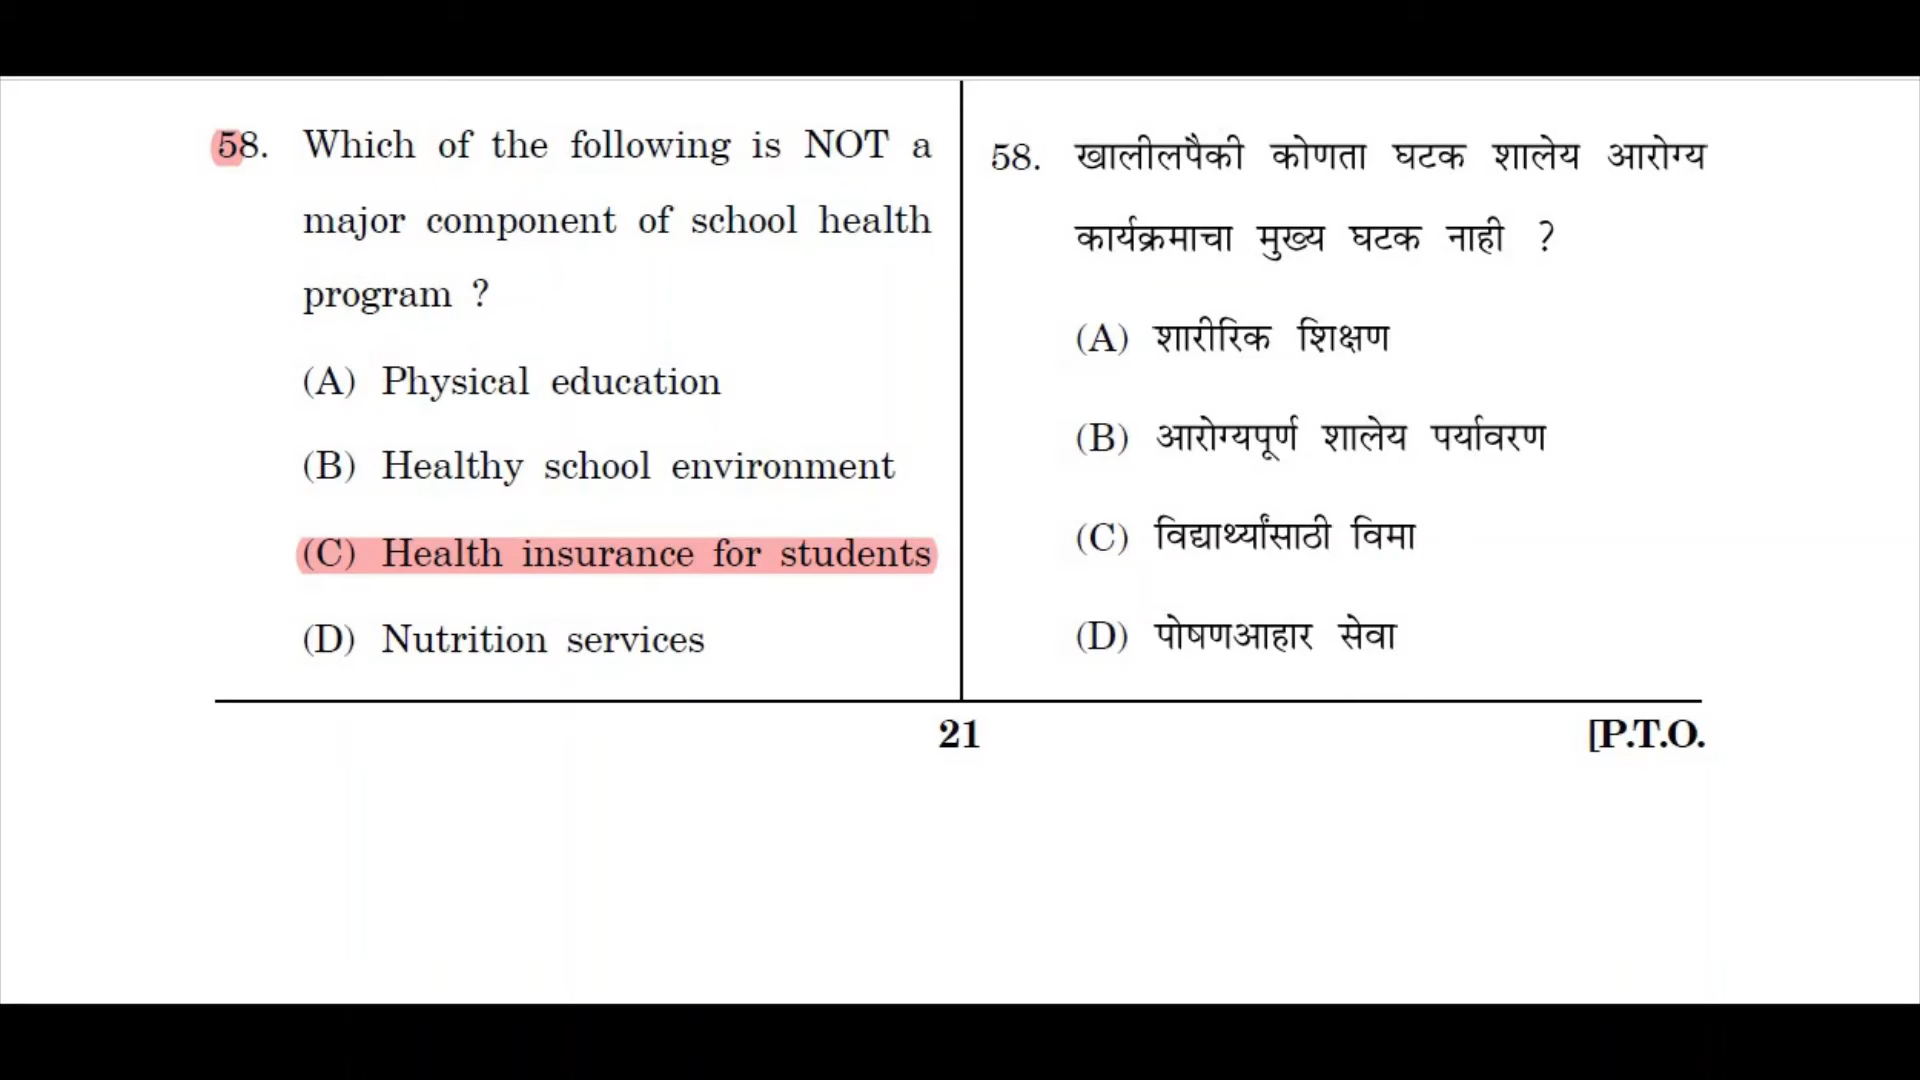 58. Which of the following is NOT a
major component of school health
program ?
(A) Physical education
(B) Healthy school environment
(C) Health insurance for students
(D) Nutrition services
58. खालीलपैकी कोणता घटक शालेय आरोग्य
कार्यक्रमाचा मुख्य घटक नाही ?
(A) शारीरिक शिक्षण
(B) आरोग्यपूर्ण शालेय पर्यावरण
(C) विद्यार्थ्यांसाठी विमा
(D) पोषणआहार सेवा
21
[P.T.O.